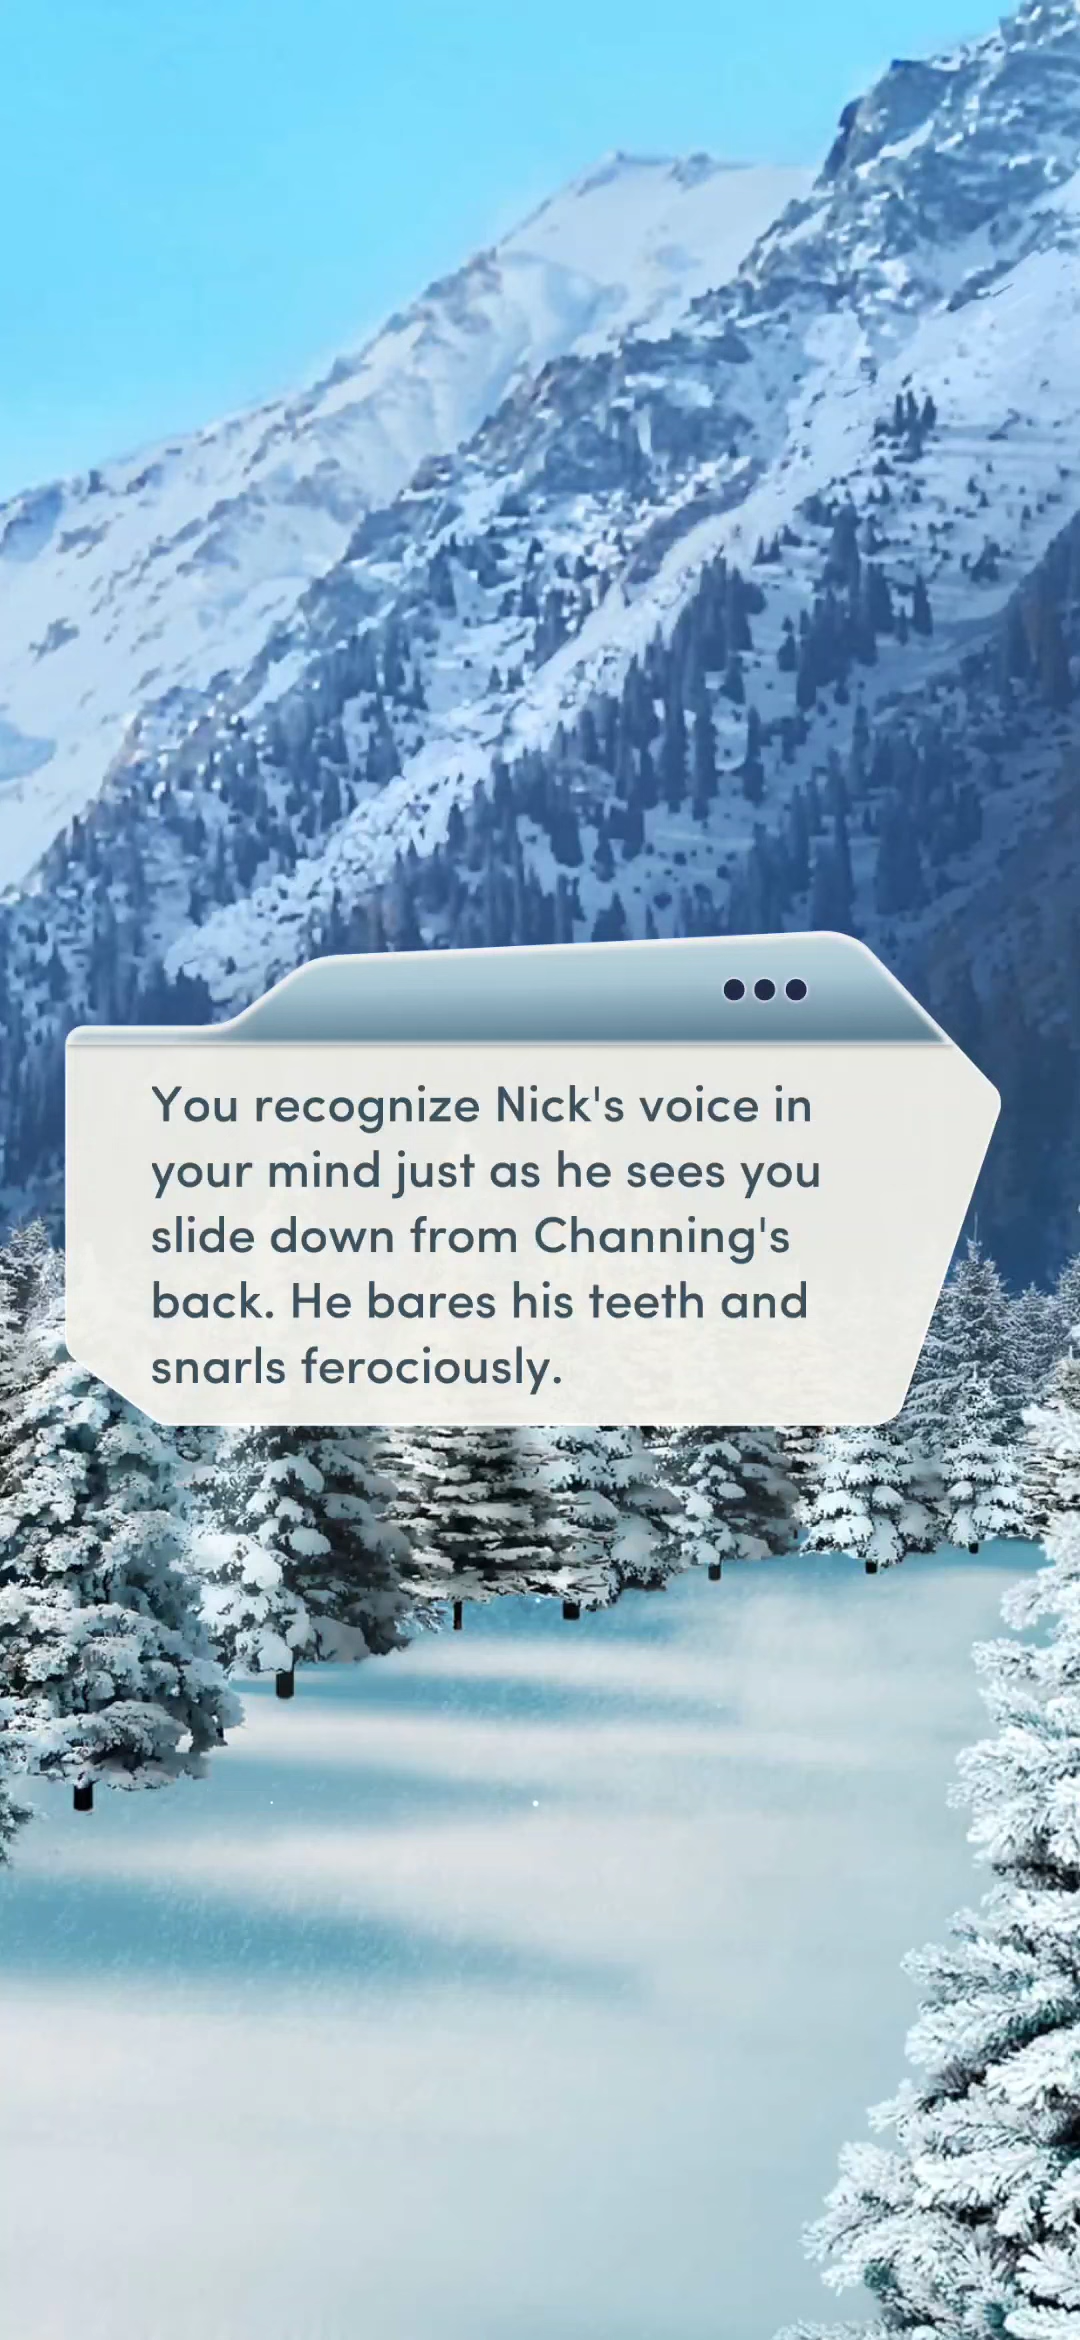 You recognize Nick's voice in
your mind just as he sees you
slide down from Channing's
back. He bares his teeth and
snarls ferociously.